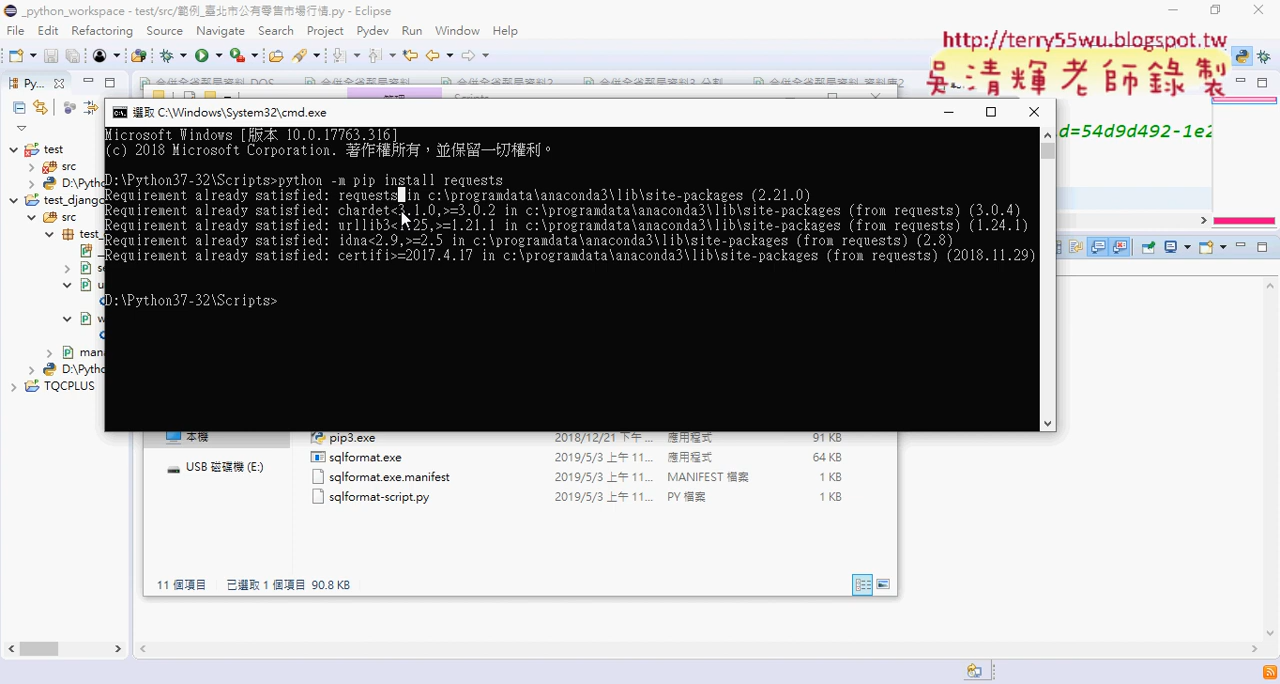 _python_workspace - test/src/範例_臺北市公有零售市場行情.py - Eclipse
File Edit Refactoring Source Navigate Search Project Pydev Run Window Help
http://terry55wu.blogspot.tw
吳清輝老師錄製
Py...
選取 C:\Windows\System32\cmd.exe
Microsoft Windows [版本 10.0.17763.316]
(c) 2018 Microsoft Corporation. 著作權所有，並保留一切權利。
D:\Python37-32\Scripts>python -m pip install requests
Requirement already satisfied: requests in c:\programdata\anaconda3\lib\site-packages (2.21.0)
Requirement already satisfied: chardet<3.1.0,>=3.0.2 in c:\programdata\anaconda3\lib\site-packages (from requests) (3.0.4)
Requirement already satisfied: urllib3<1.25,>=1.21.1 in c:\programdata\anaconda3\lib\site-packages (from requests) (1.24.1)
Requirement already satisfied: idna<2.9,>=2.5 in c:\programdata\anaconda3\lib\site-packages (from requests) (2.8)
Requirement already satisfied: certifi>=2017.4.17 in c:\programdata\anaconda3\lib\site-packages (from requests) (2018.11.29)
D:\Python37-32\Scripts>
d=54d9d492-1e2
test
src
D:\Pytho
test_django
src
test_
mana
D:\Pytho
TQCPLUS
本機
USB 磁碟機 (E:)
pip3.exe 2018/12/21 下午 ... 應用程式 91 KB
sqlformat.exe 2019/5/3 上午 11... 應用程式 64 KB
sqlformat.exe.manifest 2019/5/3 上午 11... MANIFEST 檔案 1 KB
sqlformat-script.py 2019/5/3 上午 11... PY 檔案 1 KB
11 個項目 已選取 1 個項目 90.8 KB